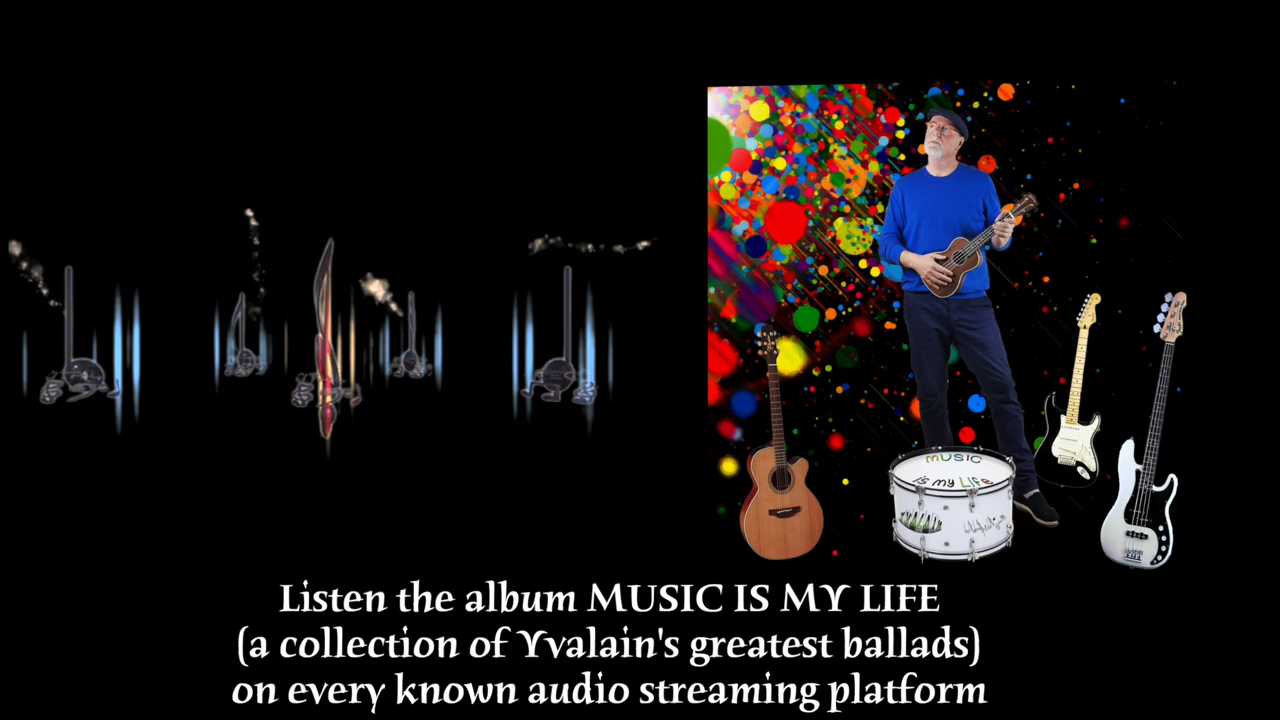 MUSIC
is my Life
Listen the album MUSIC IS MY LIFE
(a collection of Yvalain's greatest ballads)
on every known audio streaming platform